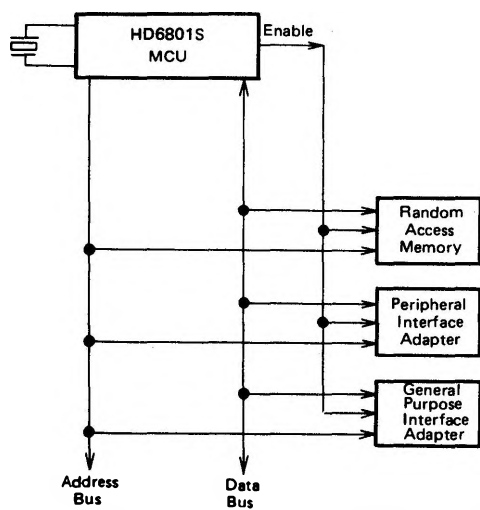 HD6801S
MCU
Enable
Random
Access
Memory
Peripheral
Interface
Adapter
General
Purpose
Interface
Adapter
Address
Bus
Data
Bus